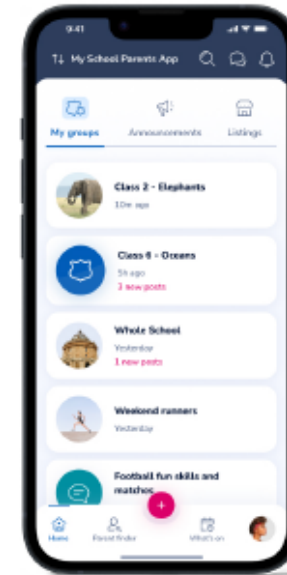 9:41
My School Parents App
My groups
Announcements
Listings
Class 2 - Elephants
10m ago
Class 6 - Oceans
5h ago
3 new posts
Whole School
Yesterday
1 new posts
Weekend runners
Yesterday
Football fun skills and
matches
Home
Parent finder
What's on